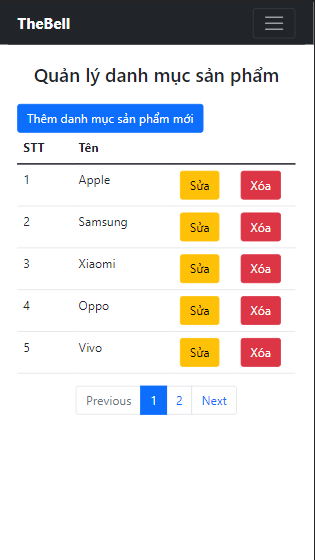 TheBell
Quản lý danh mục sản phẩm
Thêm danh mục sản phẩm mới
STT Tên
1 Apple Sửa Xóa
2 Samsung Sửa Xóa
3 Xiaomi Sửa Xóa
4 Oppo Sửa Xóa
5 Vivo Sửa Xóa
Previous 1 2 Next